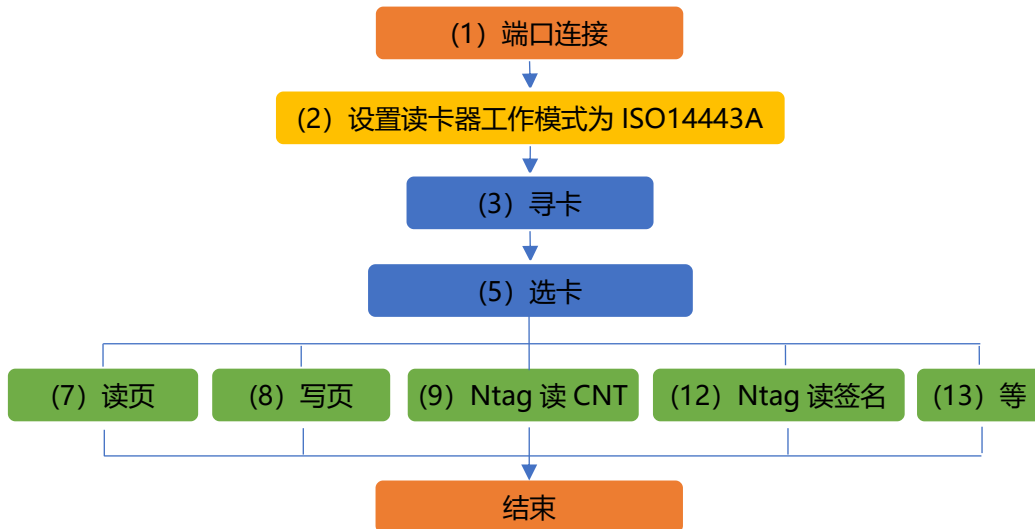 (1）端口连接
(2）设置读卡器工作模式为 ISO14443A
(3）寻卡
(5）选卡
(7）读页
(8）写页
(9）Ntag 读 CNT
(12）Ntag 读签名
(13）等
结束